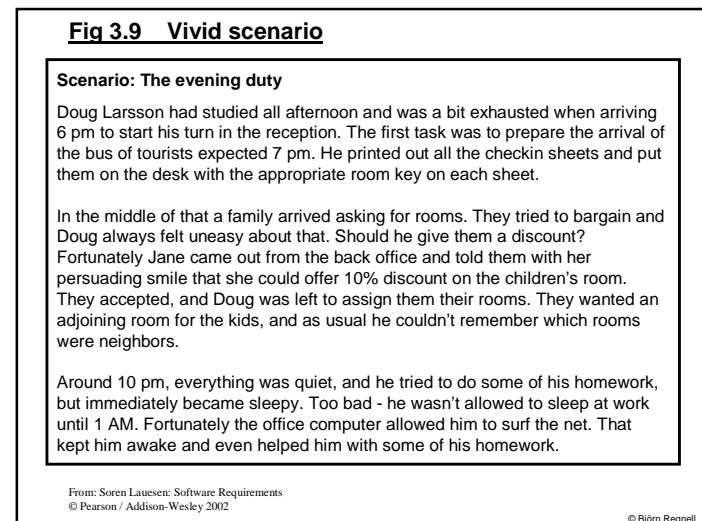 Fig 3.9 Vivid scenario
Scenario: The evening duty
Doug Larsson had studied all afternoon and was a bit exhausted when arriving
6 pm to start his turn in the reception. The first task was to prepare the arrival of
the bus of tourists expected 7 pm. He printed out all the checkin sheets and put
them on the desk with the appropriate room key on each sheet.
In the middle of that a family arrived asking for rooms. They tried to bargain and
Doug always felt uneasy about that. Should he give them a discount?
Fortunately Jane came out from the back office and told them with her
persuading smile that she could offer 10% discount on the children's room.
They accepted, and Doug was left to assign them their rooms. They wanted an
adjoining room for the kids, and as usual he couldn't remember which rooms
were neighbors.
Around 10 pm, everything was quiet, and he tried to do some of his homework,
but immediately became sleepy. Too bad - he wasn't allowed to sleep at work
until 1 AM. Fortunately the office computer allowed him to surf the net. That
kept him awake and even helped him with some of his homework.
From: Soren Lauesen: Software Requirements
© Pearson / Addison-Wesley 2002
© Björn Regnell